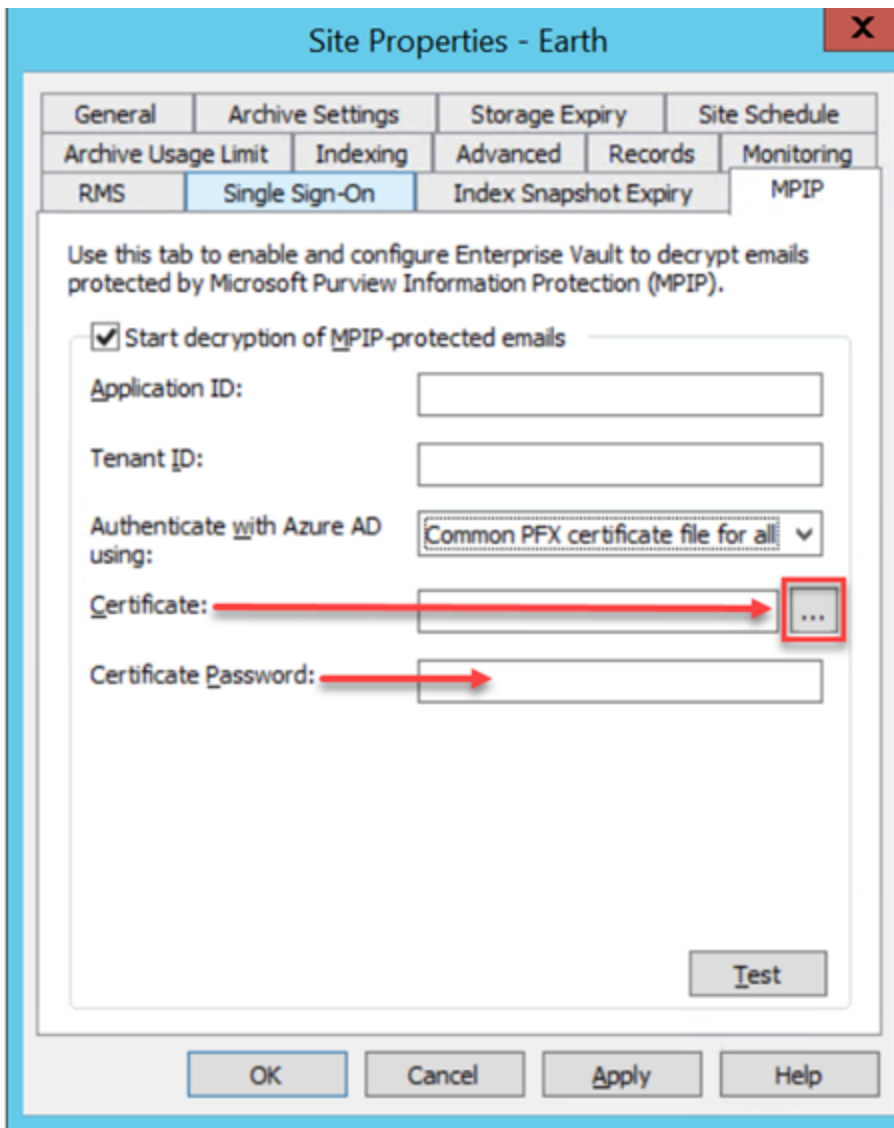 Site Properties - Earth
X
General
Archive Settings
Storage Expiry
Site Schedule
Archive Usage Limit
Indexing
Advanced
Records
Monitoring
RMS
Single Sign-On
Index Snapshot Expiry
MPIP
Use this tab to enable and configure Enterprise Vault to decrypt emails
protected by Microsoft Purview Information Protection (MPIP).
Start decryption of MPIP-protected emails
Application ID:
Tenant ID:
Authenticate with Azure AD
using:
Common PFX certificate file for all
Certificate:
...
Certificate Password:
Test
OK
Cancel
Apply
Help